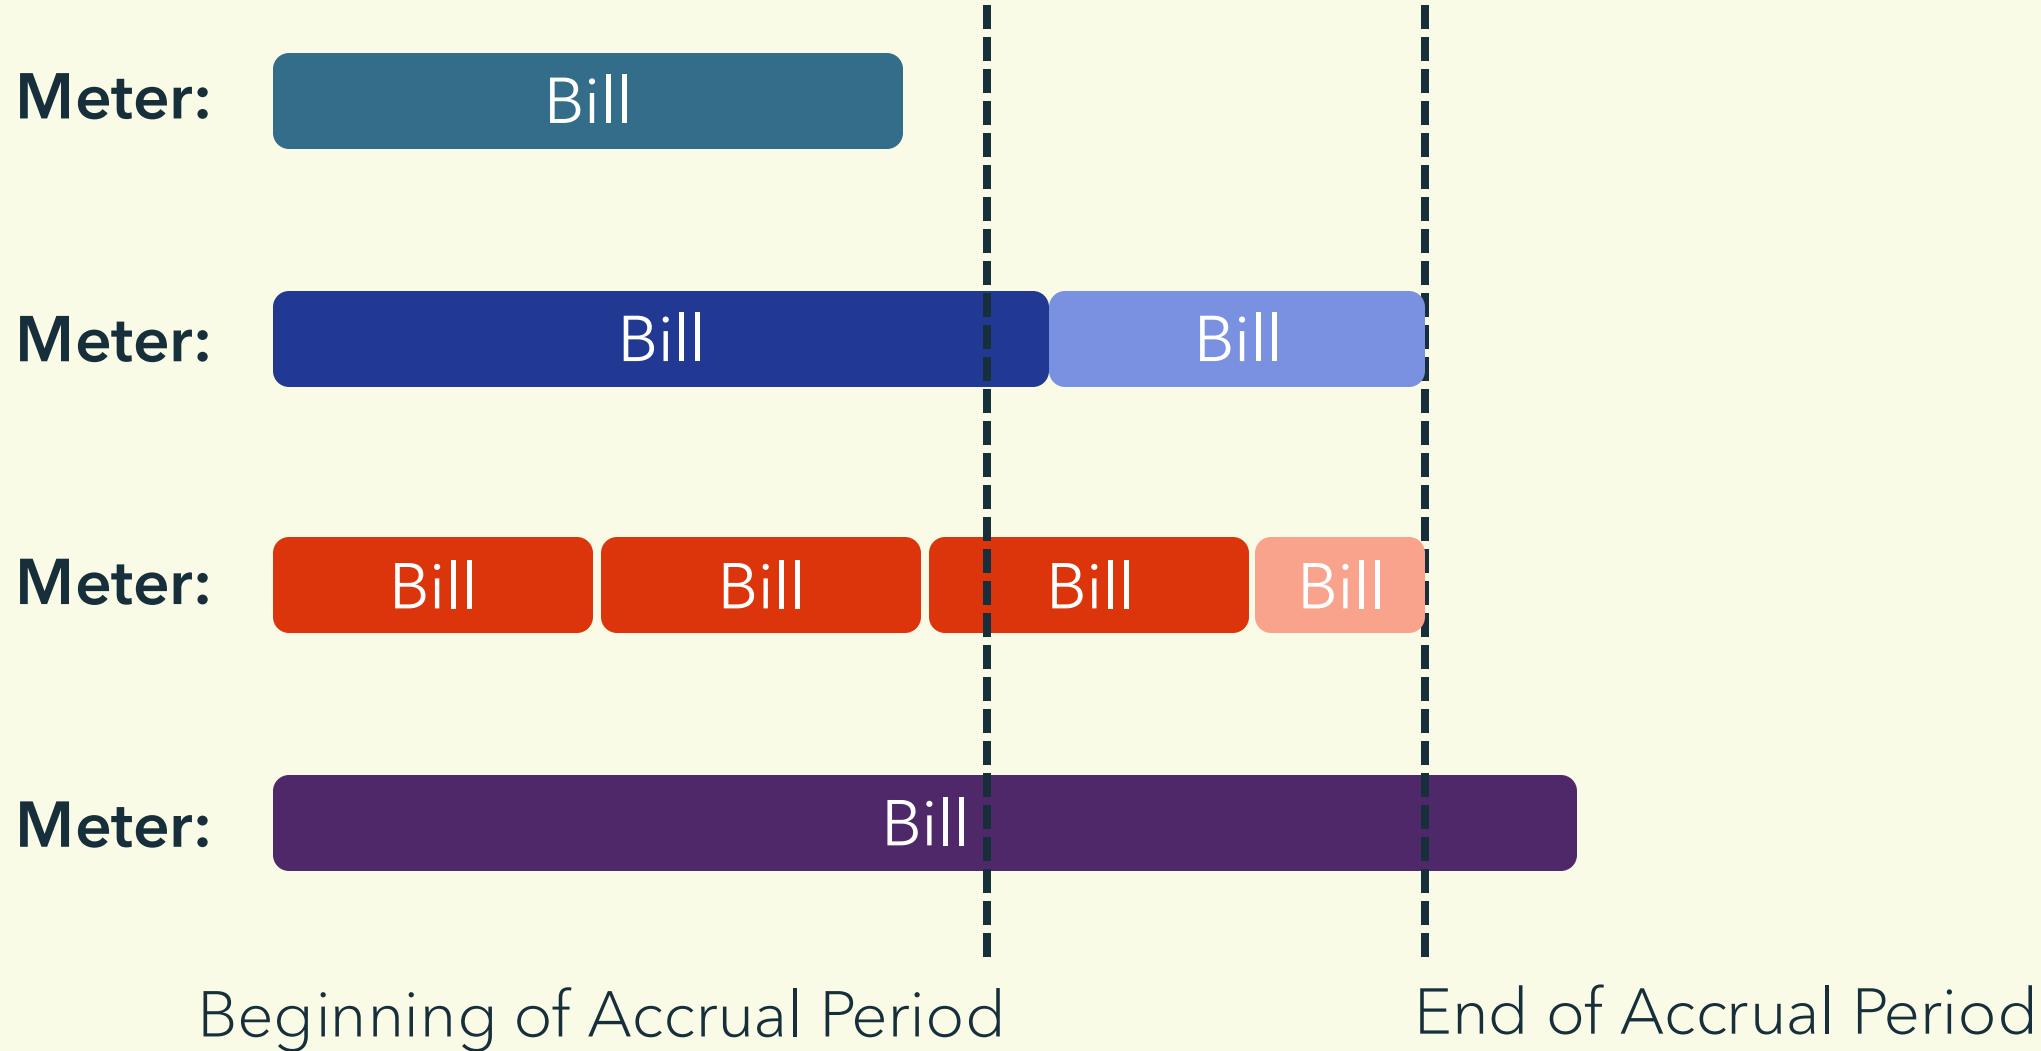 Meter: Bill
Meter: Bill Bill
Meter: Bill Bill Bill Bill
Meter: Bill
Beginning of Accrual Period End of Accrual Period